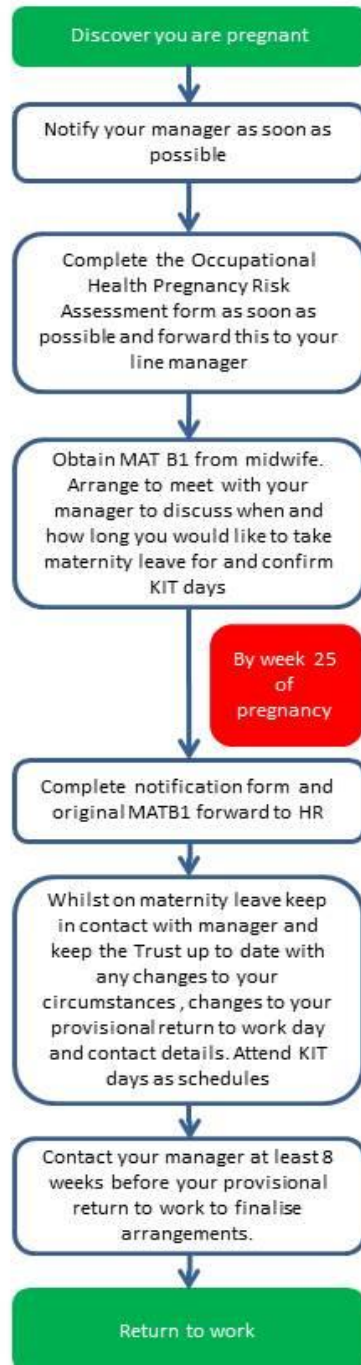 Discover you are pregnant
Notify your manager as soon as
possible
Complete the Occupational
Health Pregnancy Risk
Assessment form as soon as
possible and forward this to your
line manager
Obtain MAT B1 from midwife.
Arrange to meet with your
manager to discuss when and
how long you would like to take
maternity leave for and confirm
KIT days
By week 25
of
pregnancy
Complete notification form and
original MATB1 forward to HR
Whilst on maternity leave keep
in contact with manager and
keep the Trust up to date with
any changes to your
circumstances , changes to your
provisional return to work day
and contact details. Attend KIT
days as schedules
Contact your manager at least 8
weeks before your provisional
return to work to finalise
arrangements.
Return to work